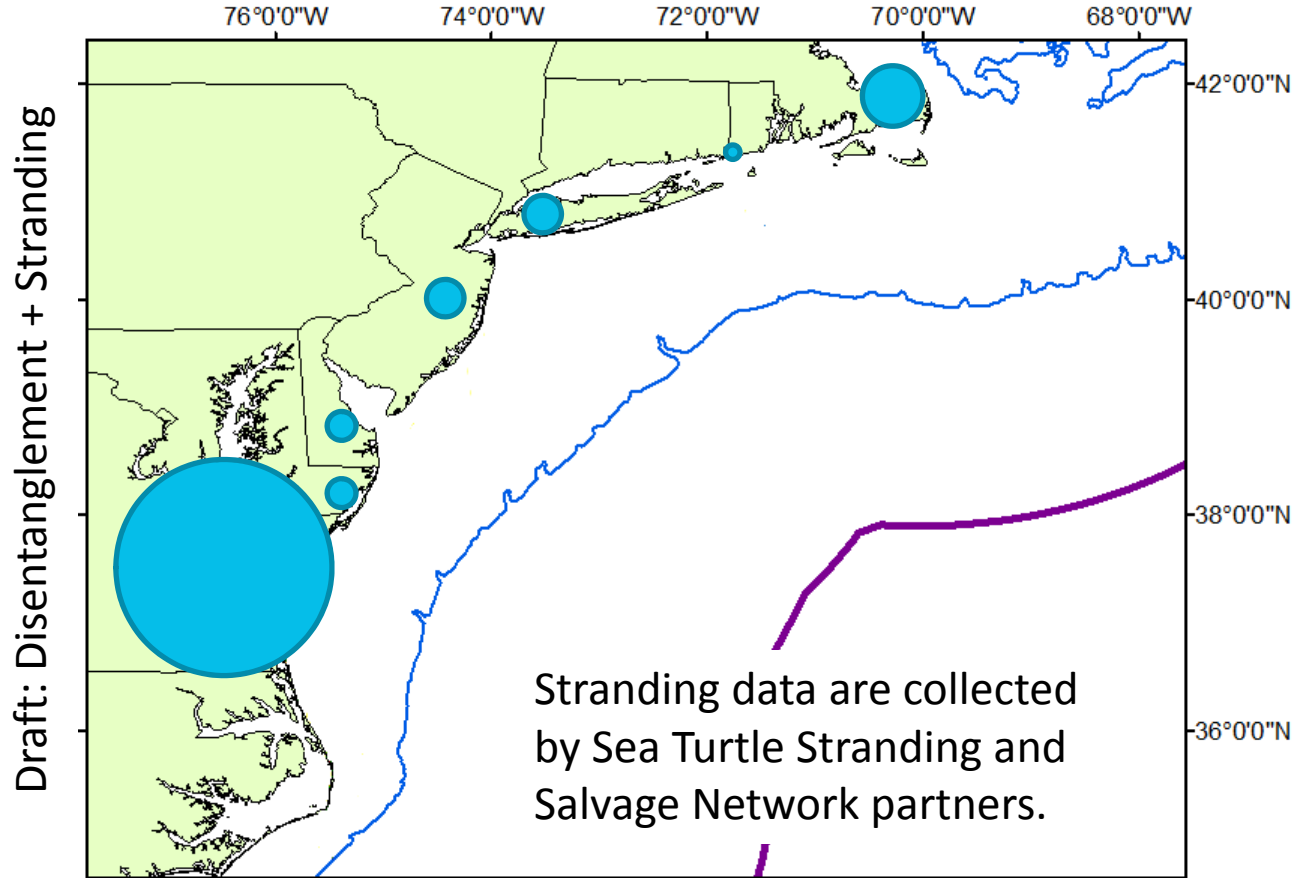 76°0'0"W
74°0'0"W
72°0'0"W
70°0'0"W
68°0'0"W
Draft: Disentanglement + Stranding
42°0'0"N
40°0'0"N
38°0'0"N
36°0'0"N
Stranding data are collected
by Sea Turtle Stranding and
Salvage Network partners.